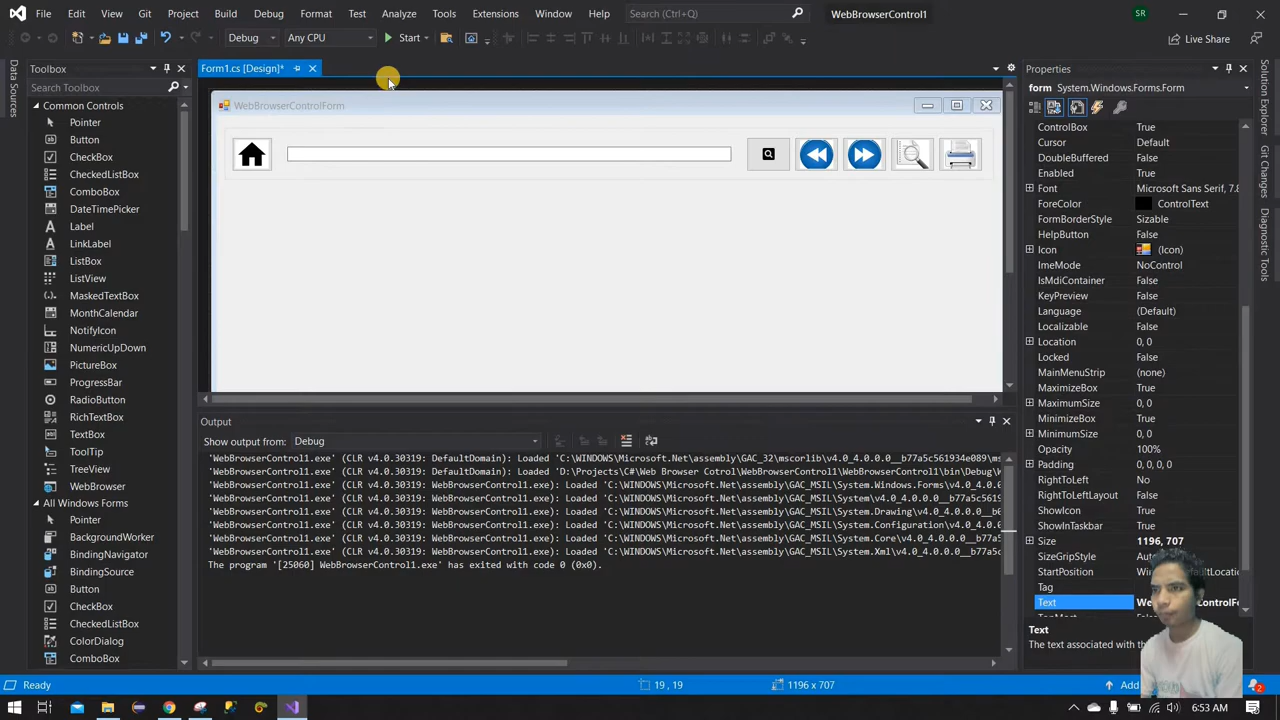 File Edit View Git Project Build Debug Format Test Analyze Tools Extensions Window Help Search (Ctrl+Q) WebBrowserControl1 SR
Debug Any CPU Start Live Share
Data Sources
Toolbox
Search Toolbox
Common Controls
Pointer
Button
CheckBox
CheckedListBox
ComboBox
DateTimePicker
Label
LinkLabel
ListBox
ListView
MaskedTextBox
MonthCalendar
NotifyIcon
NumericUpDown
PictureBox
ProgressBar
RadioButton
RichTextBox
TextBox
ToolTip
TreeView
WebBrowser
All Windows Forms
Pointer
BackgroundWorker
BindingNavigator
BindingSource
Button
CheckBox
CheckedListBox
ColorDialog
ComboBox
Form1.cs [Design]*
WebBrowserControlForm
Output
Show output from: Debug
'WebBrowserControl1.exe' (CLR v4.0.30319: DefaultDomain): Loaded 'C:\WINDOWS\Microsoft.Net\assembly\GAC_32\mscorlib\v4.0_4.0.0.0__b77a5c561934e089\ms
'WebBrowserControl1.exe' (CLR v4.0.30319: DefaultDomain): Loaded 'D:\Projects\C#\Web Browser Cotrol\WebBrowserControl1\WebBrowserControl1\bin\Debug\W
'WebBrowserControl1.exe' (CLR v4.0.30319: WebBrowserControl1.exe): Loaded 'C:\WINDOWS\Microsoft.Net\assembly\GAC_MSIL\System.Windows.Forms\v4.0_4.0.0
'WebBrowserControl1.exe' (CLR v4.0.30319: WebBrowserControl1.exe): Loaded 'C:\WINDOWS\Microsoft.Net\assembly\GAC_MSIL\System\v4.0_4.0.0.0__b77a5c5619
'WebBrowserControl1.exe' (CLR v4.0.30319: WebBrowserControl1.exe): Loaded 'C:\WINDOWS\Microsoft.Net\assembly\GAC_MSIL\System.Drawing\v4.0_4.0.0.0__b
'WebBrowserControl1.exe' (CLR v4.0.30319: WebBrowserControl1.exe): Loaded 'C:\WINDOWS\Microsoft.Net\assembly\GAC_MSIL\System.Configuration\v4.0_4.0.0
'WebBrowserControl1.exe' (CLR v4.0.30319: WebBrowserControl1.exe): Loaded 'C:\WINDOWS\Microsoft.Net\assembly\GAC_MSIL\System.Core\v4.0_4.0.0.0__b77a5
'WebBrowserControl1.exe' (CLR v4.0.30319: WebBrowserControl1.exe): Loaded 'C:\WINDOWS\Microsoft.Net\assembly\GAC_MSIL\System.Xml\v4.0_4.0.0.0__b77a5c
The program '[25060] WebBrowserControl1.exe' has exited with code 0 (0x0).
Properties
form System.Windows.Forms.Form
ControlBox True
Cursor Default
DoubleBuffered False
Enabled True
Font Microsoft Sans Serif, 7.8
ForeColor ControlText
FormBorderStyle Sizable
HelpButton False
Icon (Icon)
ImeMode NoControl
IsMdiContainer False
KeyPreview False
Language (Default)
Localizable False
Location 0, 0
Locked False
MainMenuStrip (none)
MaximizeBox True
MaximumSize 0, 0
MinimizeBox True
MinimumSize 0, 0
Opacity 100%
Padding 0, 0, 0, 0
RightToLeft No
RightToLeftLayout False
ShowIcon True
ShowInTaskbar True
Size 1196, 707
SizeGripStyle Auto
StartPosition
Tag
Text
Text
The text associated with
Solution Explorer
Git Changes
Diagnostic Tools
Ready 19 , 19 1196 x 707 Add 2
6:53 AM